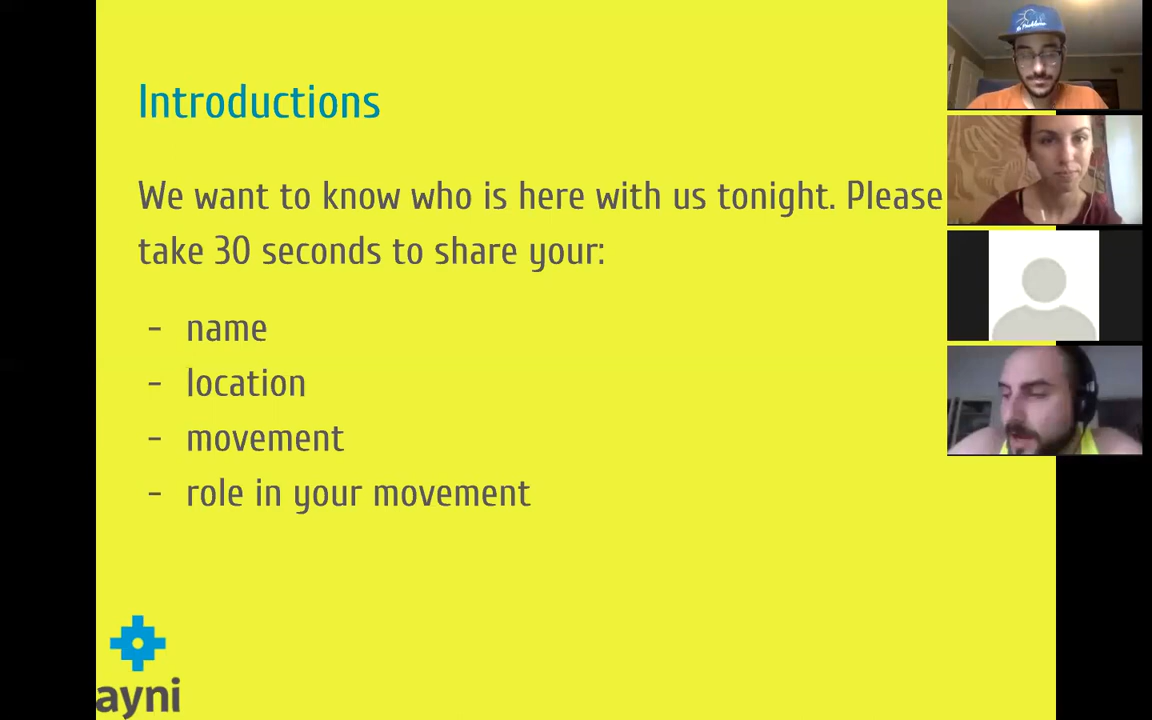 Introductions
We want to know who is here with us tonight. Please
take 30 seconds to share your:
- name
- location
- movement
- role in your movement
ayni